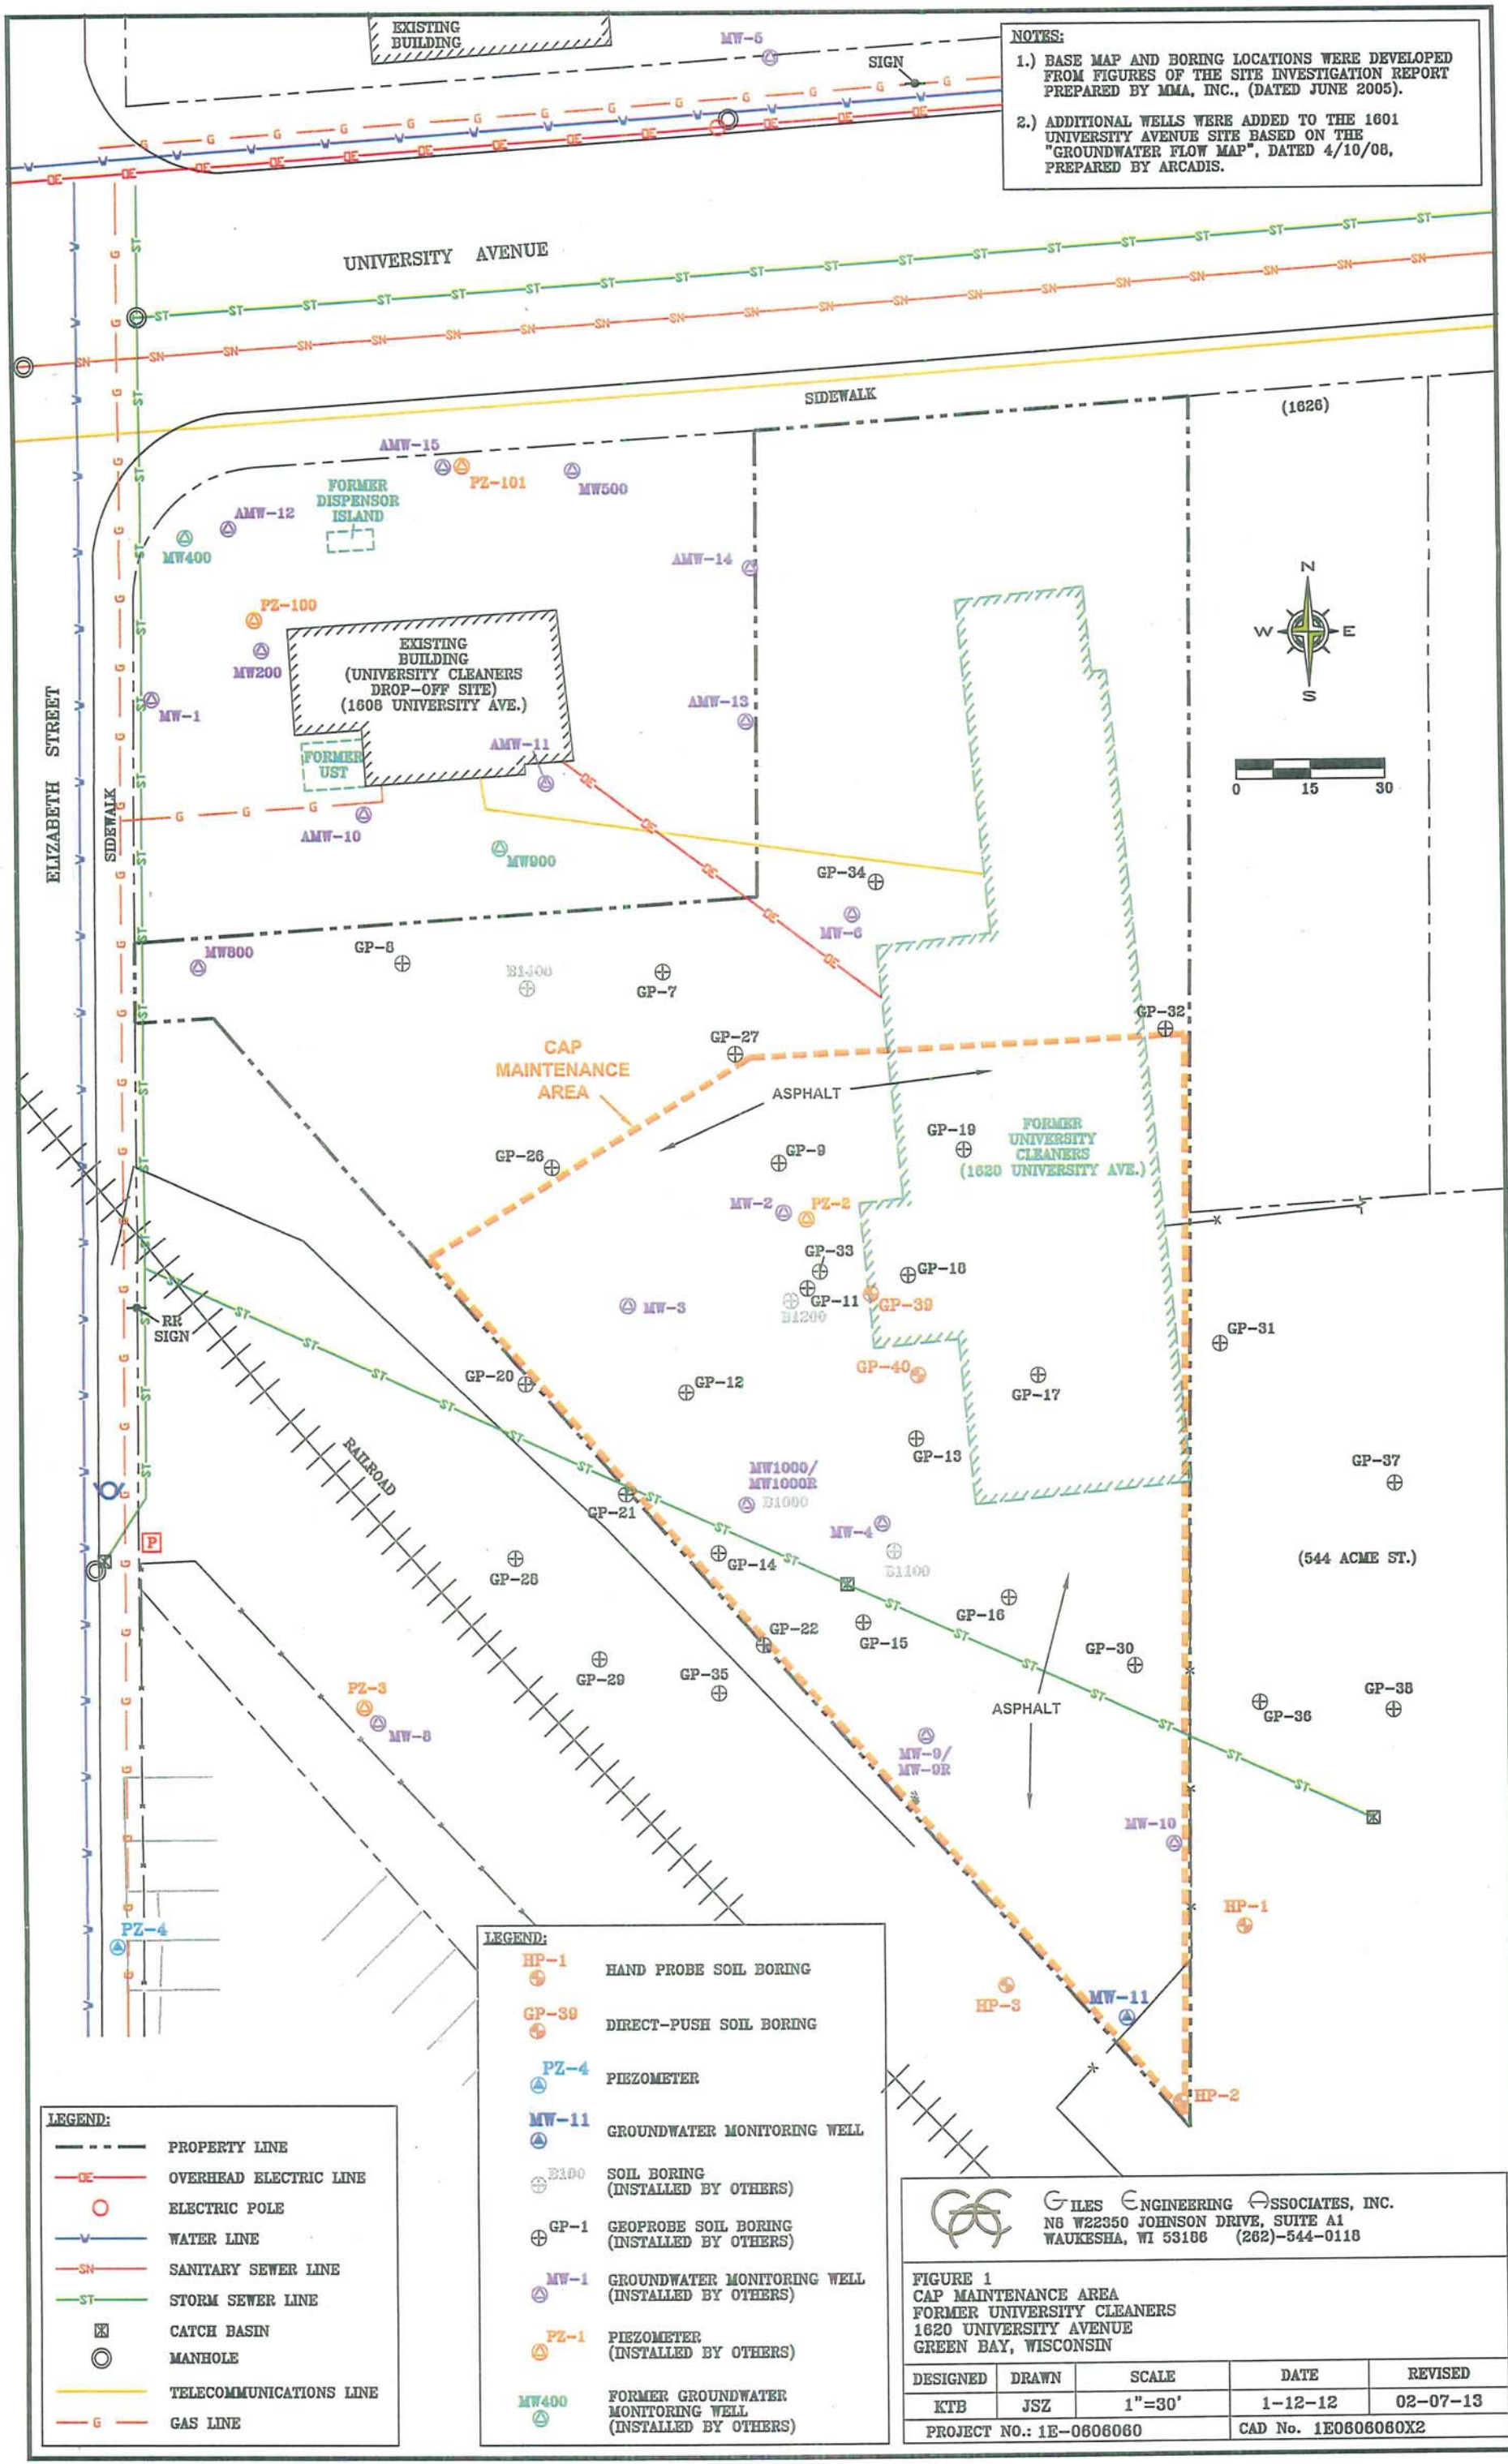 EXISTING
BUILDING
MW-5
SIGN
NOTES:
1.) BASE MAP AND BORING LOCATIONS WERE DEVELOPED
FROM FIGURES OF THE SITE INVESTIGATION REPORT
PREPARED BY MMA, INC., (DATED JUNE 2005).
2.) ADDITIONAL WELLS WERE ADDED TO THE 1601
UNIVERSITY AVENUE SITE BASED ON THE
"GROUNDWATER FLOW MAP", DATED 4/10/08,
PREPARED BY ARCADIS.
UNIVERSITY AVENUE
SIDEWALK
(1626)
AMW-15
PZ-101
MW500
FORMER
DISPENSOR
ISLAND
AMW-12
MW400
AMW-14
PZ-100
MW200
MW-1
EXISTING
BUILDING
(UNIVERSITY CLEANERS
DROP-OFF SITE)
(1606 UNIVERSITY AVE.)
N
W
E
S
AMW-13
AMW-11
FORMER
UST
0 15 30
ELIZABETH STREET
SIDEWALK
AMW-10
MW900
GP-34
MW-6
MW800
GP-8
B1400
GP-7
GP-32
GP-27
CAP
MAINTENANCE
AREA
ASPHALT
GP-26
GP-9
GP-19
FORMER
UNIVERSITY
CLEANERS
(1620 UNIVERSITY AVE.)
MW-2
PZ-2
GP-33
GP-18
GP-11
GP-39
B1200
MW-3
RR
SIGN
GP-31
GP-20
GP-12
GP-40
GP-17
GP-13
RAILROAD
MW1000/
MW1000R
B1000
GP-37
GP-21
MW-4
P
GP-14
B1100
(544 ACME ST.)
GP-28
GP-16
GP-22
GP-15
GP-30
GP-29
GP-35
PZ-3
MW-8
ASPHALT
GP-36
GP-38
MW-9/
MW-9R
MW-10
HP-1
PZ-4
HP-3
MW-11
HP-2
LEGEND:
HP-1
HAND PROBE SOIL BORING
GP-39
DIRECT-PUSH SOIL BORING
PZ-4
PIEZOMETER
MW-11
GROUNDWATER MONITORING WELL
B100
SOIL BORING
(INSTALLED BY OTHERS)
GP-1
GEOPROBE SOIL BORING
(INSTALLED BY OTHERS)
MW-1
GROUNDWATER MONITORING WELL
(INSTALLED BY OTHERS)
PZ-1
PIEZOMETER
(INSTALLED BY OTHERS)
MW400
FORMER GROUNDWATER
MONITORING WELL
(INSTALLED BY OTHERS)
LEGEND:
PROPERTY LINE
OE OVERHEAD ELECTRIC LINE
ELECTRIC POLE
W WATER LINE
SN SANITARY SEWER LINE
ST STORM SEWER LINE
CATCH BASIN
MANHOLE
TELECOMMUNICATIONS LINE
G GAS LINE
GILES ENGINEERING ASSOCIATES, INC.
N8 W22350 JOHNSON DRIVE, SUITE A1
WAUKESHA, WI 53186 (262)-544-0118
FIGURE 1
CAP MAINTENANCE AREA
FORMER UNIVERSITY CLEANERS
1620 UNIVERSITY AVENUE
GREEN BAY, WISCONSIN
DESIGNED DRAWN SCALE DATE REVISED
KTB JSZ 1"=30' 1-12-12 02-07-13
PROJECT NO.: 1E-0606060 CAD No. 1E0606060X2